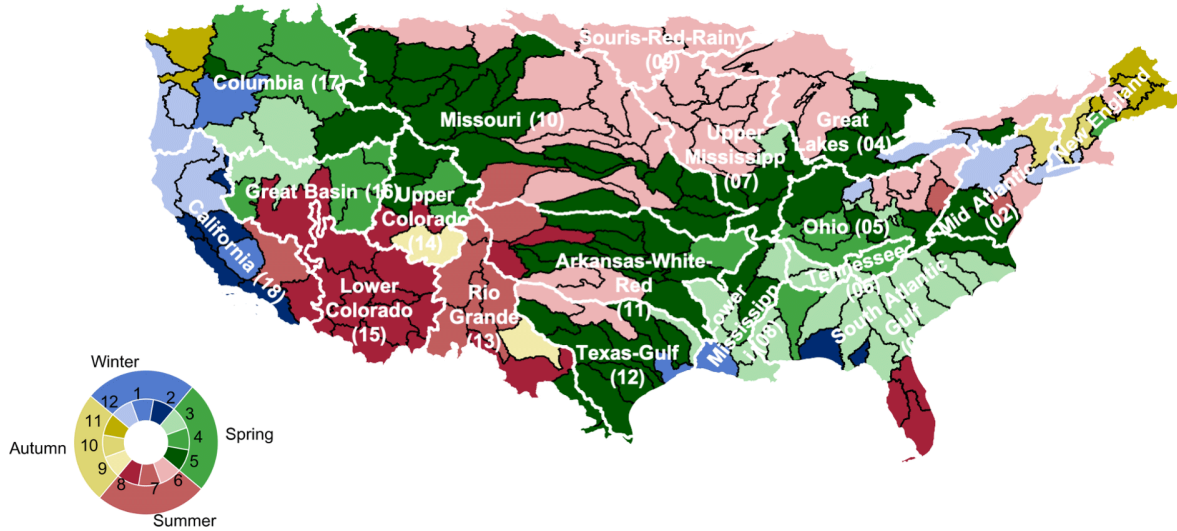 Souris-Red-Rainy
(09)
Columbia (17)
Missouri (10)
Great
Lakes (04)
Upper
Mississipp
i (07)
New England
Great Basin (16)
Upper
Colorado
(14)
California (18)
Mid Atlantic
(02)
Ohio (05)
Tennessee
(06)
Arkansas-White-
Red
(11)
Lower
Colorado
(15)
Rio
Grande
(13)
Lower
Mississipp
i (08)
South Atlantic
Gulf
Texas-Gulf
(12)
Winter
12
1
2
3
11
10
4
Spring
Autumn
9
5
8
7
6
Summer